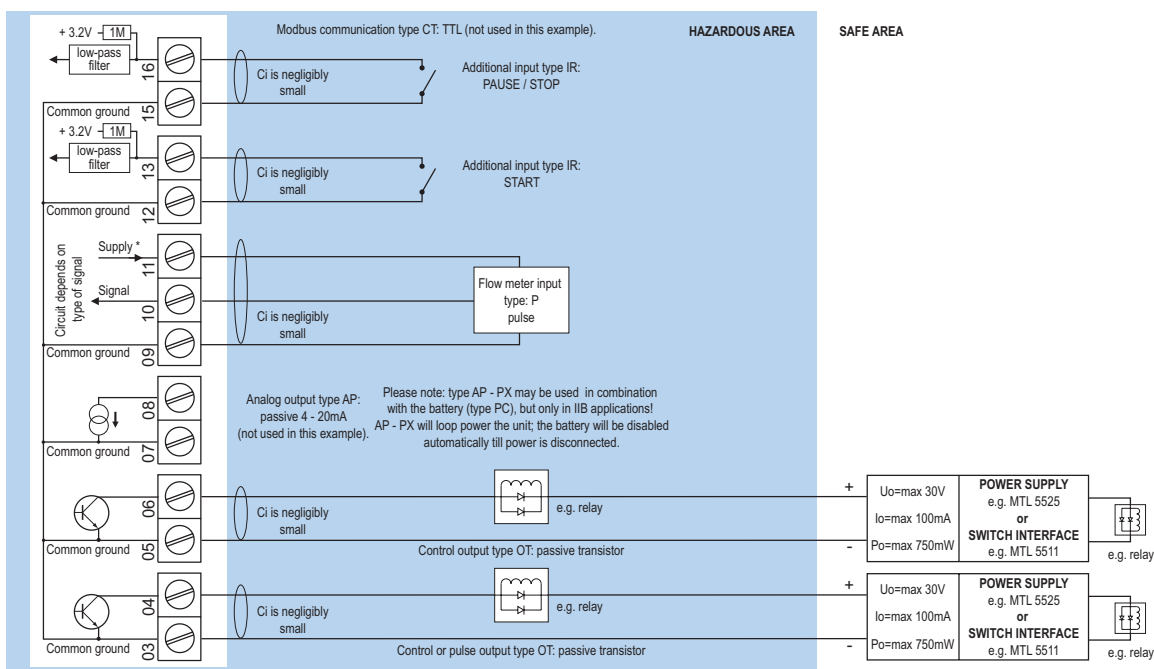 + 3.2V
1M
low-pass
filter
16
15
Common ground
Modbus communication type CT: TTL (not used in this example).
HAZARDOUS AREA
SAFE AREA
Ci is negligibly
small
Additional input type IR:
PAUSE / STOP
+ 3.2V
1M
low-pass
filter
13
12
Common ground
Ci is negligibly
small
Additional input type IR:
START
Circuit depends on
type of signal
Supply *
Signal
11
10
09
Common ground
Ci is negligibly
small
Flow meter input
type: P
pulse
08
07
Common ground
Analog output type AP:
passive 4 - 20mA
(not used in this example).
Please note: type AP - PX may be used in combination
with the battery (type PC), but only in IIB applications!
AP - PX will loop power the unit; the battery will be disabled
automatically till power is disconnected.
06
05
Common ground
Ci is negligibly
small
e.g. relay
Control output type OT: passive transistor
+
-
Uo=max 30V
Io=max 100mA
Po=max 750mW
POWER SUPPLY
e.g. MTL 5525
or
SWITCH INTERFACE
e.g. MTL 5511
e.g. relay
04
03
Common ground
Ci is negligibly
small
e.g. relay
Control or pulse output type OT: passive transistor
+
-
Uo=max 30V
Io=max 100mA
Po=max 750mW
POWER SUPPLY
e.g. MTL 5525
or
SWITCH INTERFACE
e.g. MTL 5511
e.g. relay